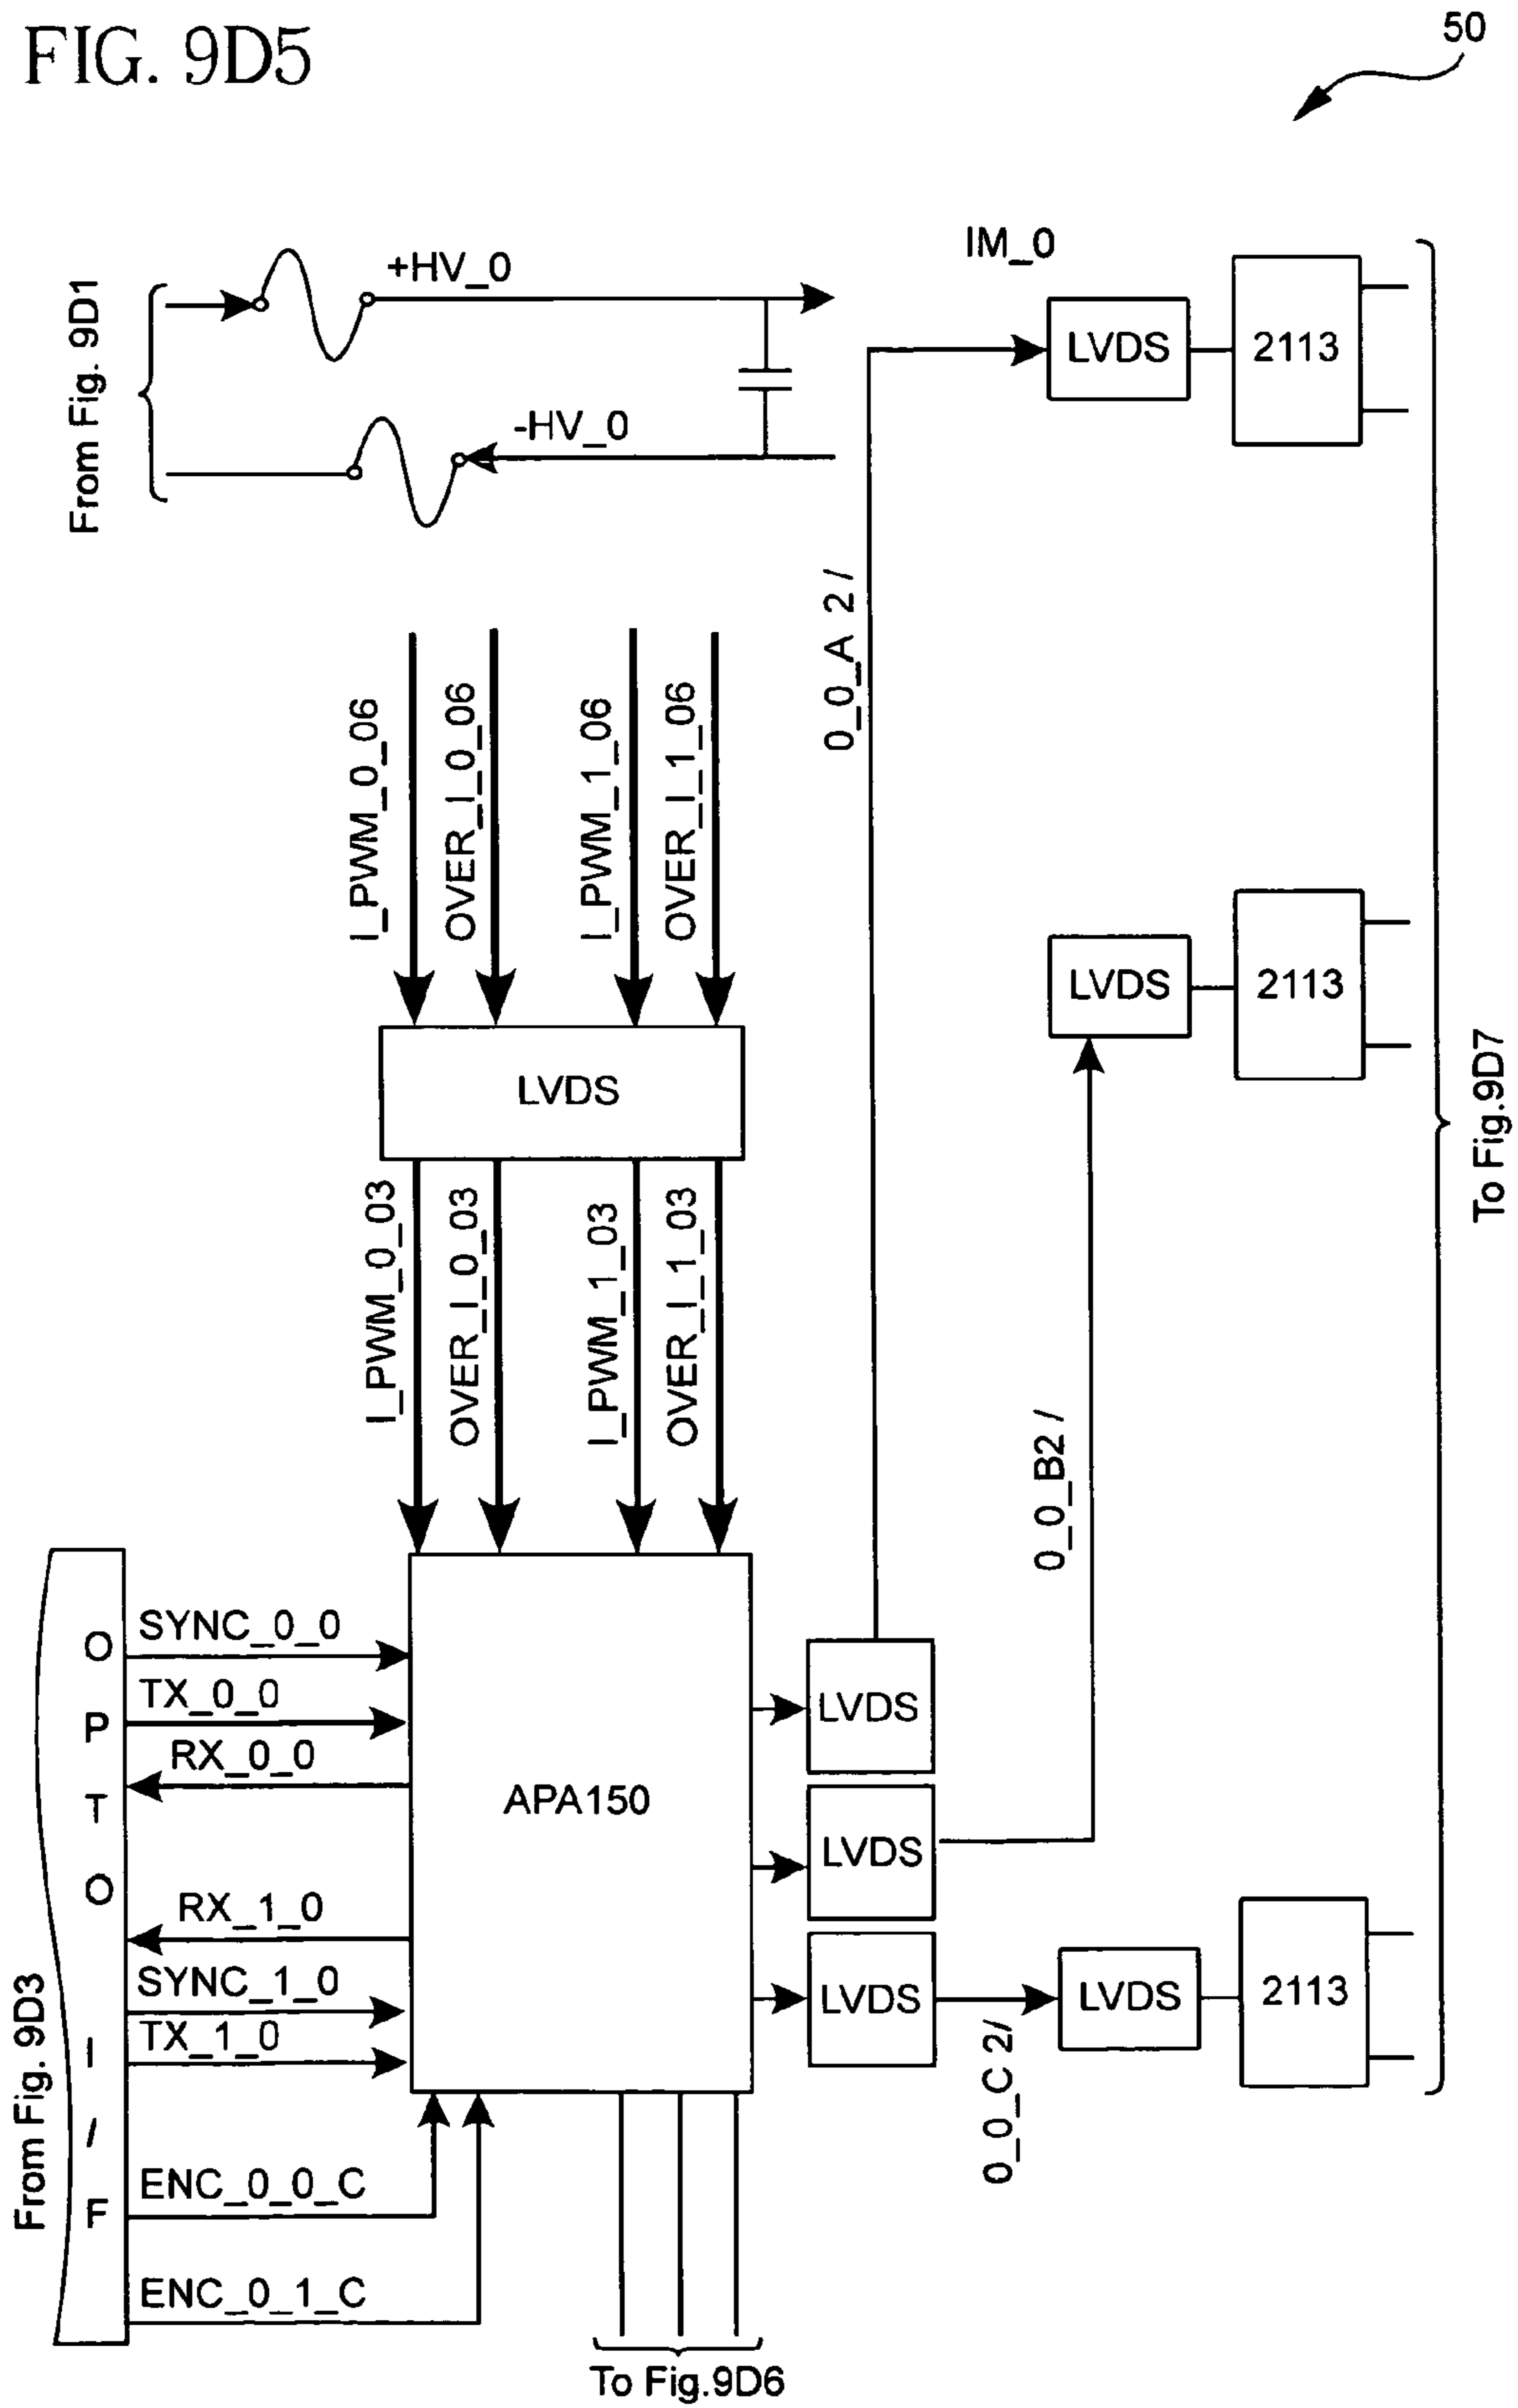 FIG. 9D5
50
From Fig. 9D1
+HV_0
-HV_0
IM_0
LVDS
2113
0_0_A 2 /
I_PWM_0_06
OVER_I_0_06
I_PWM_1_06
OVER_I_1_06
LVDS
LVDS
2113
To Fig.9D7
I_PWM_0_03
OVER_I_0_03
I_PWM_1_03
OVER_I_1_03
0_0_B2 /
From Fig. 9D3
OPTO I/F
SYNC_0_0
TX_0_0
RX_0_0
RX_1_0
SYNC_1_0
TX_1_0
ENC_0_0_C
ENC_0_1_C
APA150
LVDS
LVDS
LVDS
0_0_C 2/
LVDS
2113
To Fig.9D6